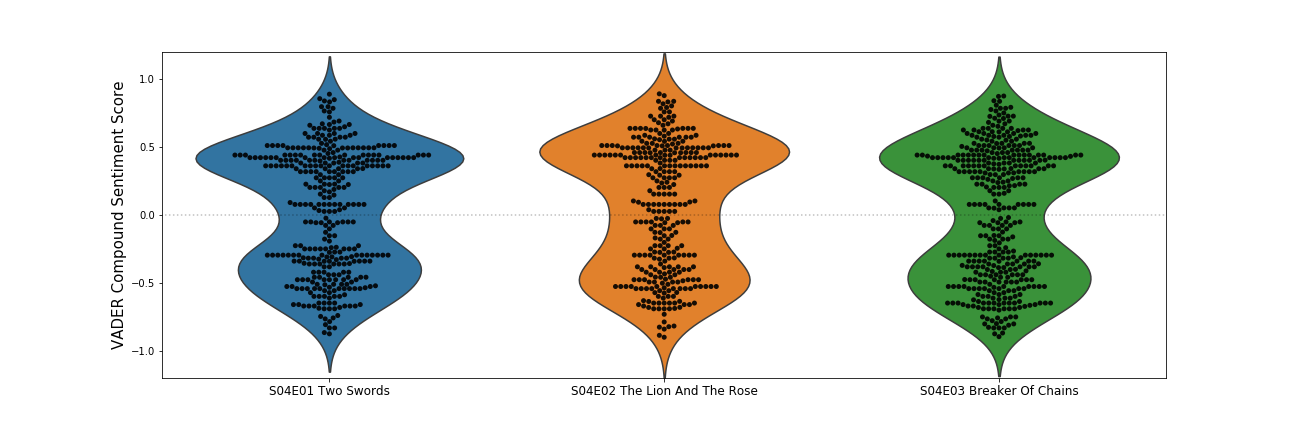 VADER Compound Sentiment Score
1.0
0.5
0.0
−0.5
−1.0
S04E01 Two Swords
S04E02 The Lion And The Rose
S04E03 Breaker Of Chains